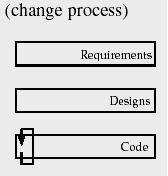 (change process)
Requirements
Designs
Code